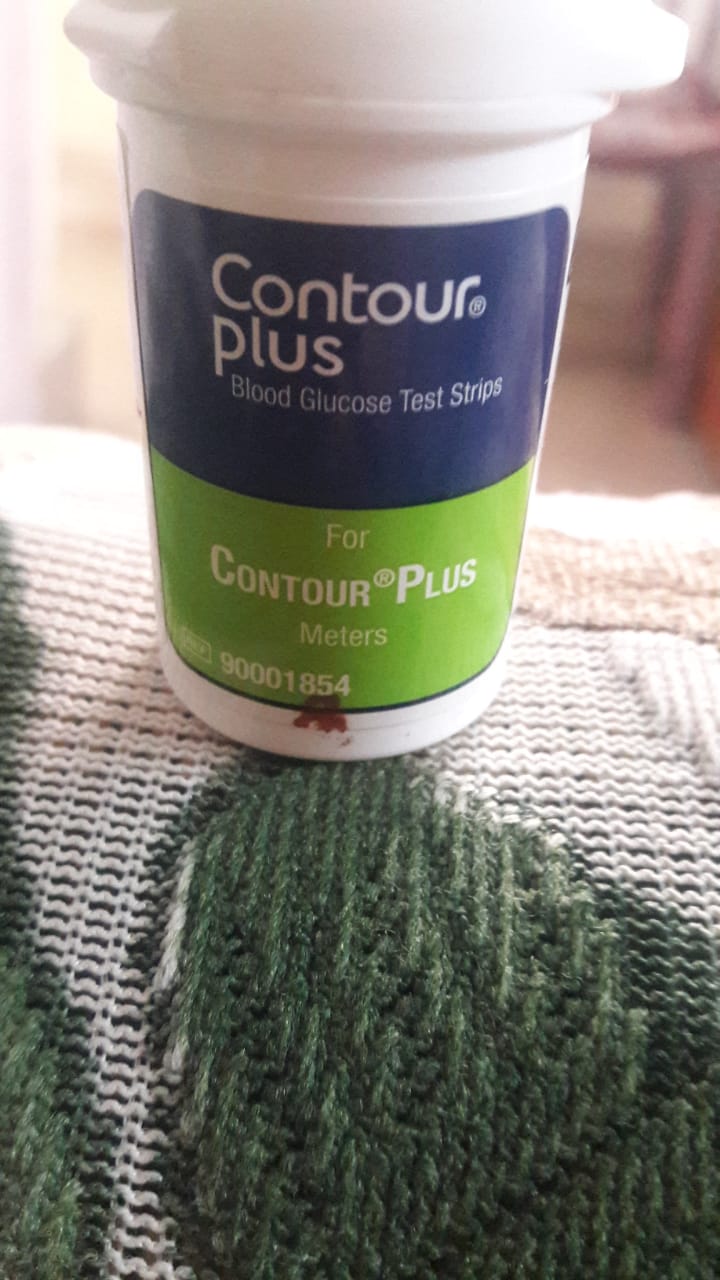 Contour®
plus
Blood Glucose Test Strips
For
CONTOUR®PLUS
Meters
REF 90001854